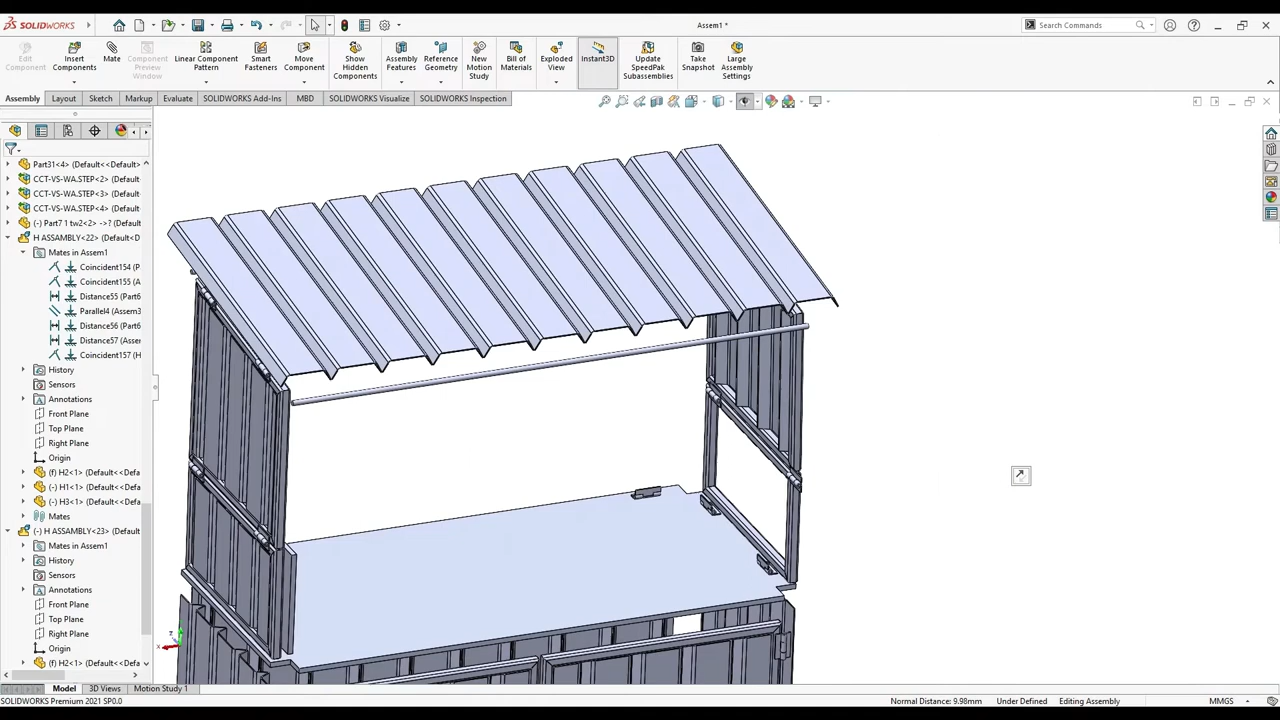 SOLIDWORKS
Assem1 *
Search Commands
Edit Component
Insert Components
Mate
Component Preview Window
Linear Component Pattern
Smart Fasteners
Move Component
Show Hidden Components
Assembly Features
Reference Geometry
New Motion Study
Bill of Materials
Exploded View
Instant3D
Update SpeedPak Subassemblies
Take Snapshot
Large Assembly Settings
Assembly
Layout
Sketch
Markup
Evaluate
SOLIDWORKS Add-Ins
MBD
SOLIDWORKS Visualize
SOLIDWORKS Inspection
Part31<4> (Default<<Default>
CCT-VS-WA.STEP<2> (Default
CCT-VS-WA.STEP<3> (Default
CCT-VS-WA.STEP<4> (Default
(-) Part7 1 tw2<2> ->? (Default
H ASSEMBLY<22> (Default<D
Mates in Assem1
Coincident154 (P
Coincident155 (A
Distance55 (Part6
Parallel4 (Assem3
Distance56 (Part6
Distance57 (Assem
Coincident157 (H
History
Sensors
Annotations
Front Plane
Top Plane
Right Plane
Origin
(f) H2<1> (Default<<Default
(-) H1<1> (Default<<Default
(-) H3<1> (Default<<Default
Mates
(-) H ASSEMBLY<23> (Default
Mates in Assem1
History
Sensors
Annotations
Front Plane
Top Plane
Right Plane
Origin
(f) H2<1> (Default<<Default
Z
X
Model
3D Views
Motion Study 1
SOLIDWORKS Premium 2021 SP0.0
Normal Distance: 9.98mm
Under Defined
Editing Assembly
MMGS